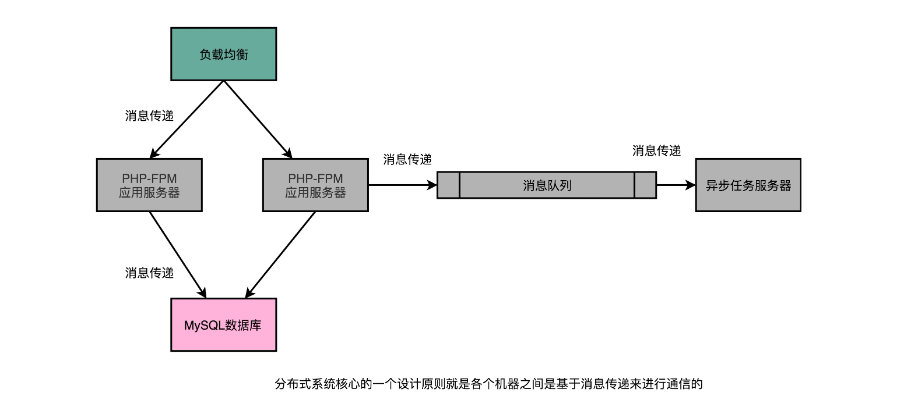 负载均衡
消息传递
PHP-FPM
应用服务器
PHP-FPM
应用服务器
消息传递
消息队列
消息传递
异步任务服务器
消息传递
MySQL数据库
分布式系统核心的一个设计原则就是各个机器之间是基于消息传递来进行通信的